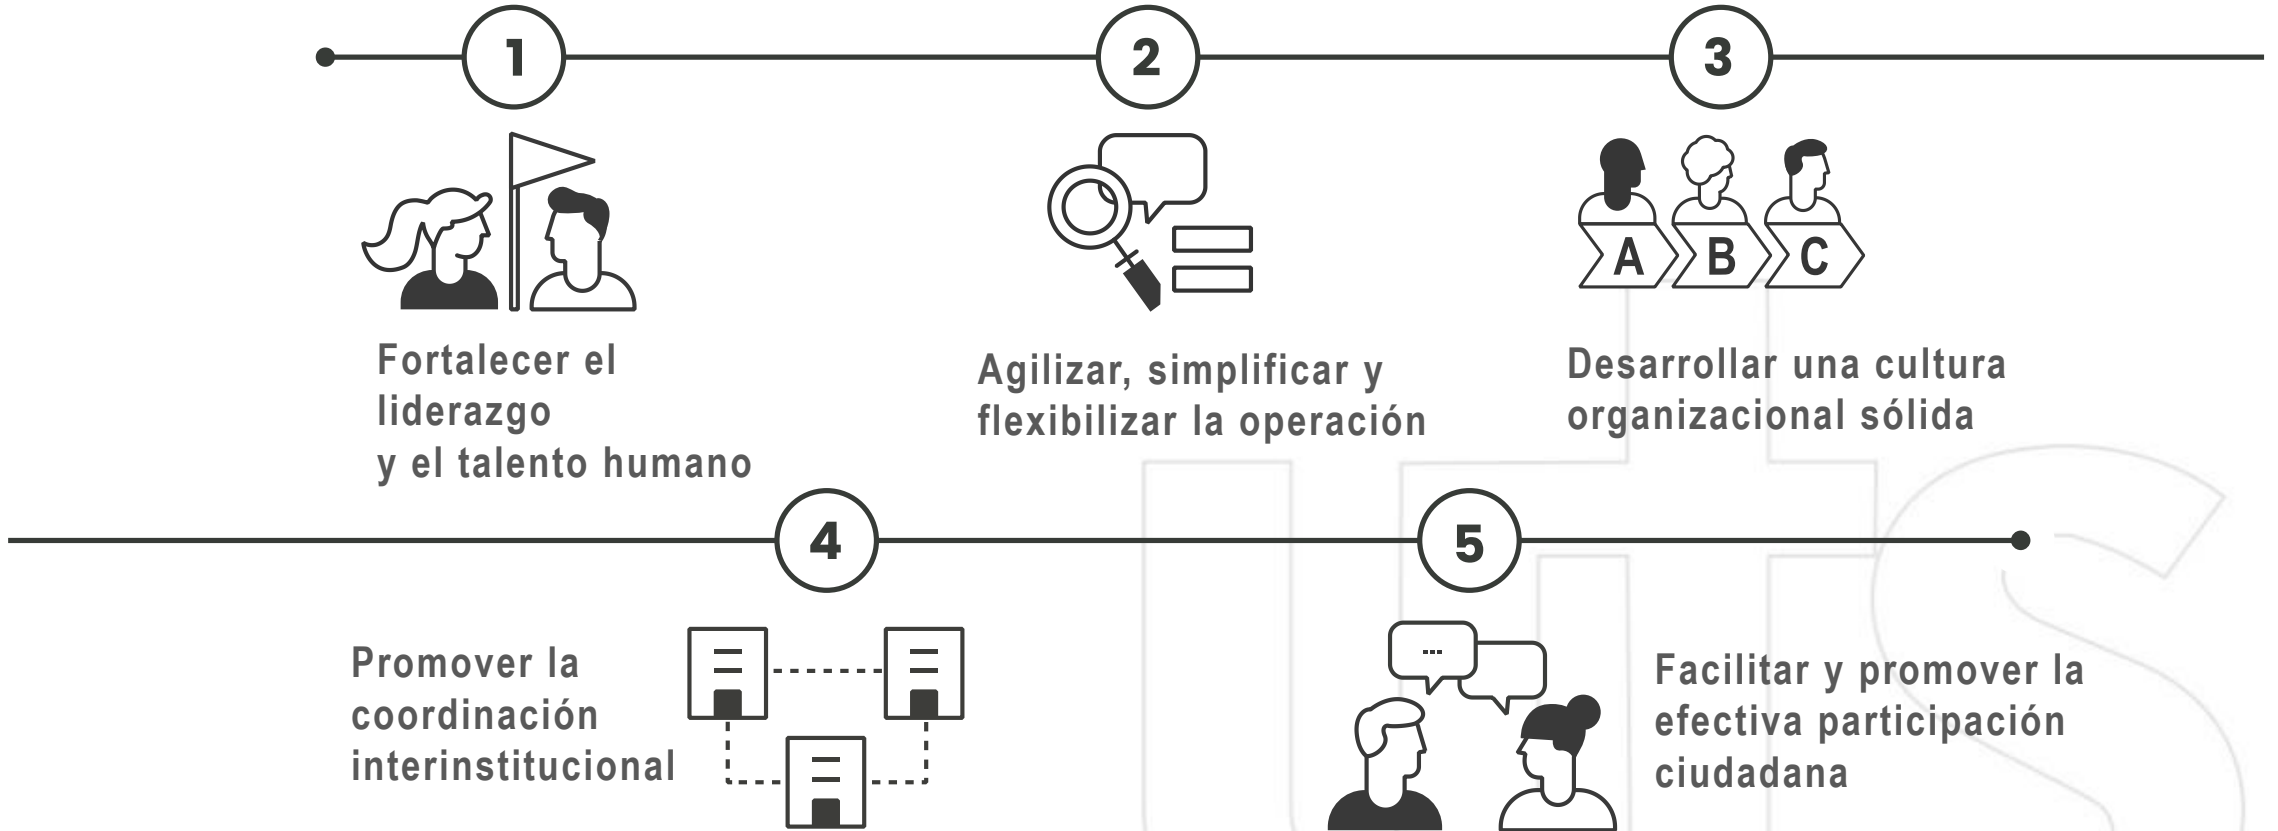 1
2
3
A
B
C
Fortalecer el
liderazgo
y el talento humano
Agilizar, simplificar y
flexibilizar la operación
Desarrollar una cultura
organizacional sólida
4
5
Promover la
coordinación
interinstitucional
...
Facilitar y promover la
efectiva participación
ciudadana
uts